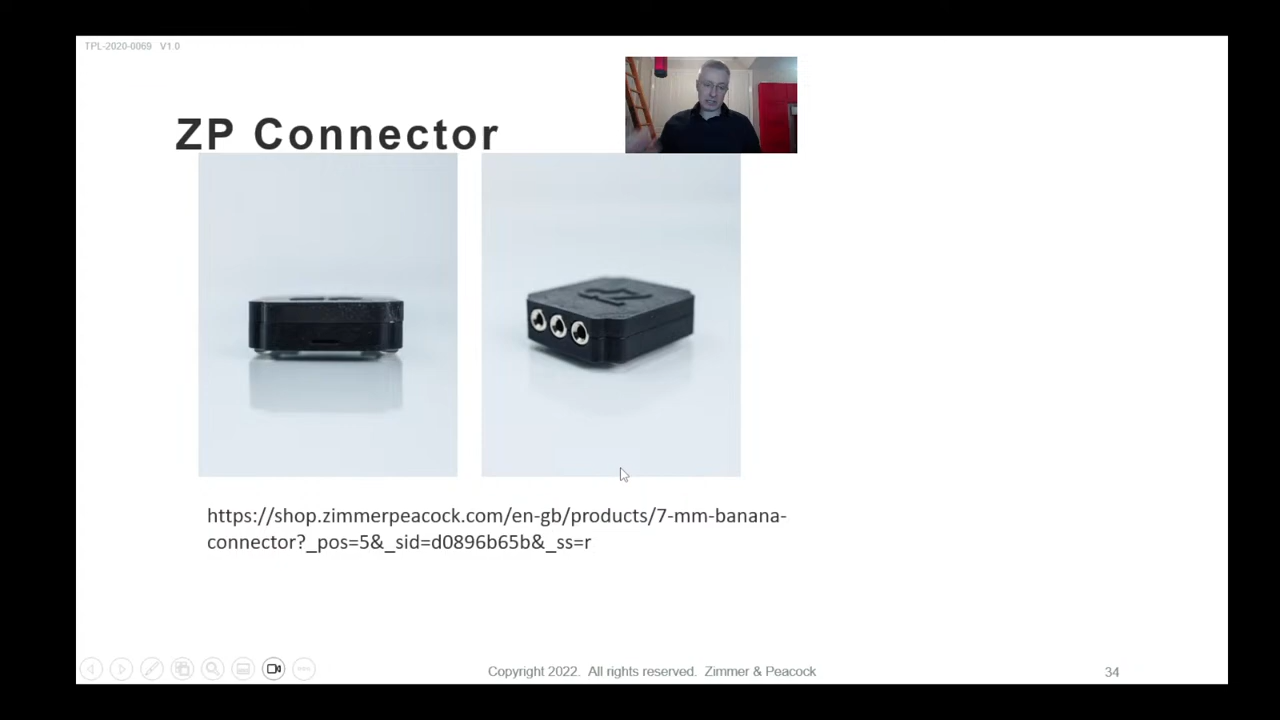 TPL-2020-0069 V1.0
ZP Connector
https://shop.zimmerpeacock.com/en-gb/products/7-mm-banana-
connector?_pos=5&_sid=d0896b65b&_ss=r
Copyright 2022. All rights reserved. Zimmer & Peacock
34